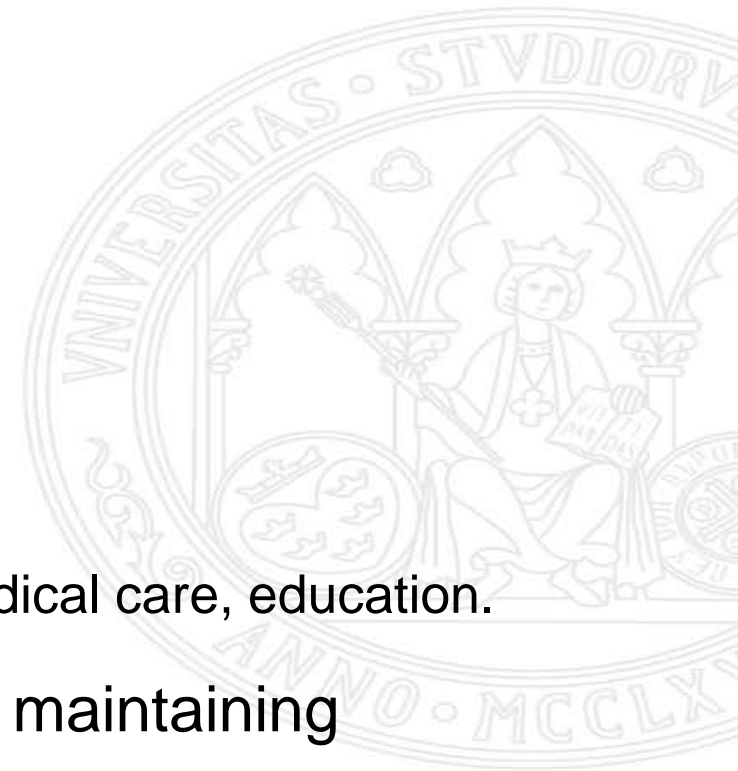 VNIVERSITAS · STVDIORV
dical care, education.
maintaining
ANNO · MCCLX